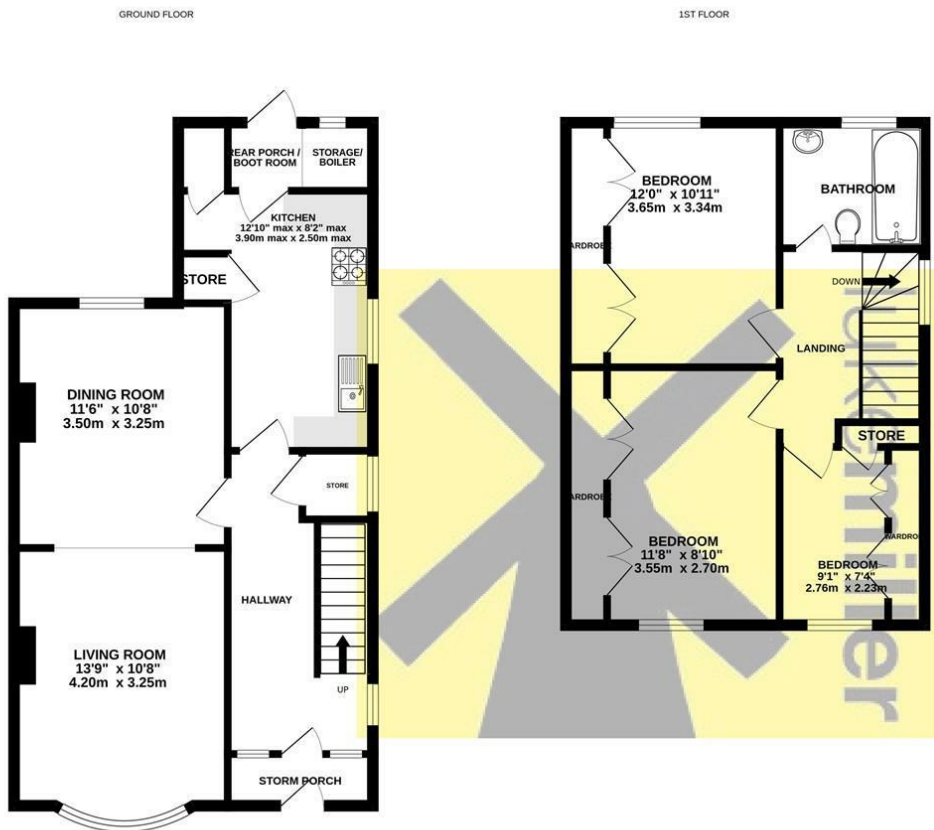 GROUND FLOOR
1ST FLOOR
REAR PORCH /
BOOT ROOM
STORAGE/
BOILER
KITCHEN
12'10" max x 8'2" max
3.90m max x 2.50m max
STORE
DINING ROOM
11'6" x 10'8"
3.50m x 3.25m
STORE
HALLWAY
LIVING ROOM
13'9" x 10'8"
4.20m x 3.25m
UP
STORM PORCH
BEDROOM
12'0" x 10'11"
3.65m x 3.34m
BATHROOM
ARDROBE
DOWN
LANDING
STORE
ARDROBE
BEDROOM
11'8" x 8'10"
3.55m x 2.70m
WARDRO
BEDROOM
9'1" x 7'4"
2.76m x 2.23m
lukemiller